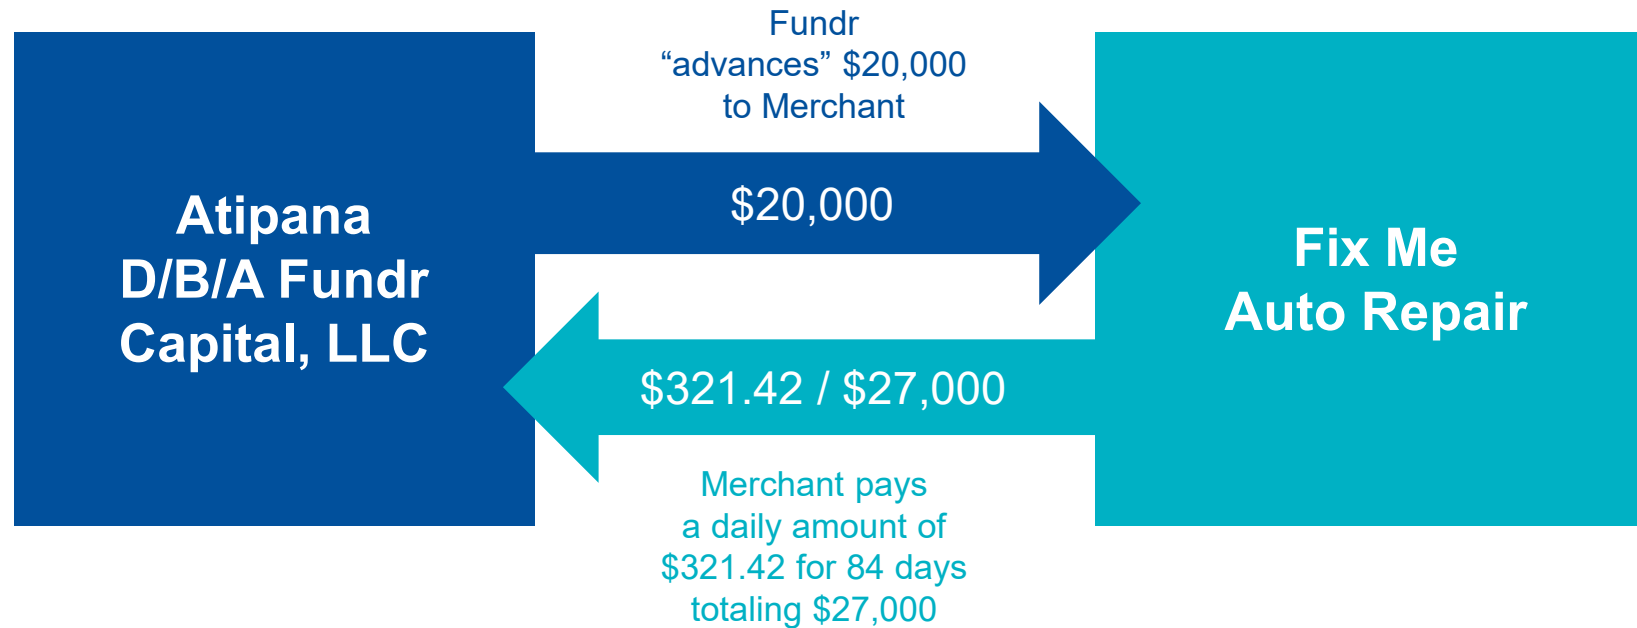 Fundr
“advances” $20,000
to Merchant
Atipana
D/B/A Fundr
Capital, LLC
$20,000
Fix Me
Auto Repair
$321.42 / $27,000
Merchant pays
a daily amount of
$321.42 for 84 days
totaling $27,000